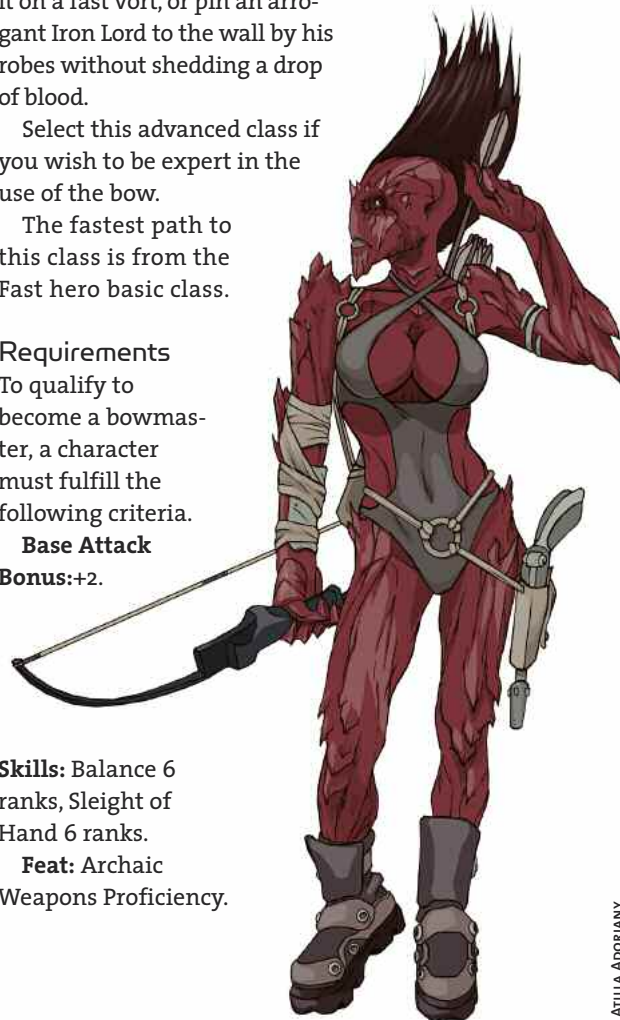 it on a fast vort, or pin an arro-
gant Iron Lord to the wall by his
robes without shedding a drop
of blood.
Select this advanced class if
you wish to be expert in the
use of the bow.
The fastest path to
this class is from the
Fast hero basic class.
Requirements
To qualify to
become a bowmas-
ter, a character
must fulfill the
following criteria.
Base Attack
Bonus:+2.
Skills: Balance 6
ranks, Sleight of
Hand 6 ranks.
Feat: Archaic
Weapons Proficiency.
ATTILA ADORJANY